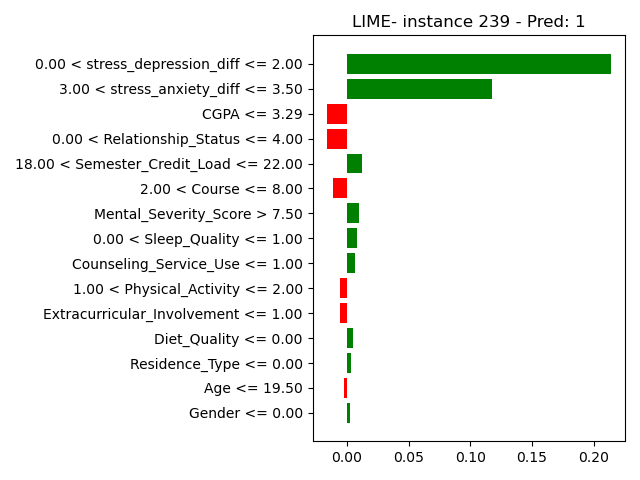 LIME- instance 239 - Pred: 1
0.00 < stress_depression_diff <= 2.00
3.00 < stress_anxiety_diff <= 3.50
CGPA <= 3.29
0.00 < Relationship_Status <= 4.00
18.00 < Semester_Credit_Load <= 22.00
2.00 < Course <= 8.00
Mental_Severity_Score > 7.50
0.00 < Sleep_Quality <= 1.00
Counseling_Service_Use <= 1.00
1.00 < Physical_Activity <= 2.00
Extracurricular_Involvement <= 1.00
Diet_Quality <= 0.00
Residence_Type <= 0.00
Age <= 19.50
Gender <= 0.00
0.00 0.05 0.10 0.15 0.20